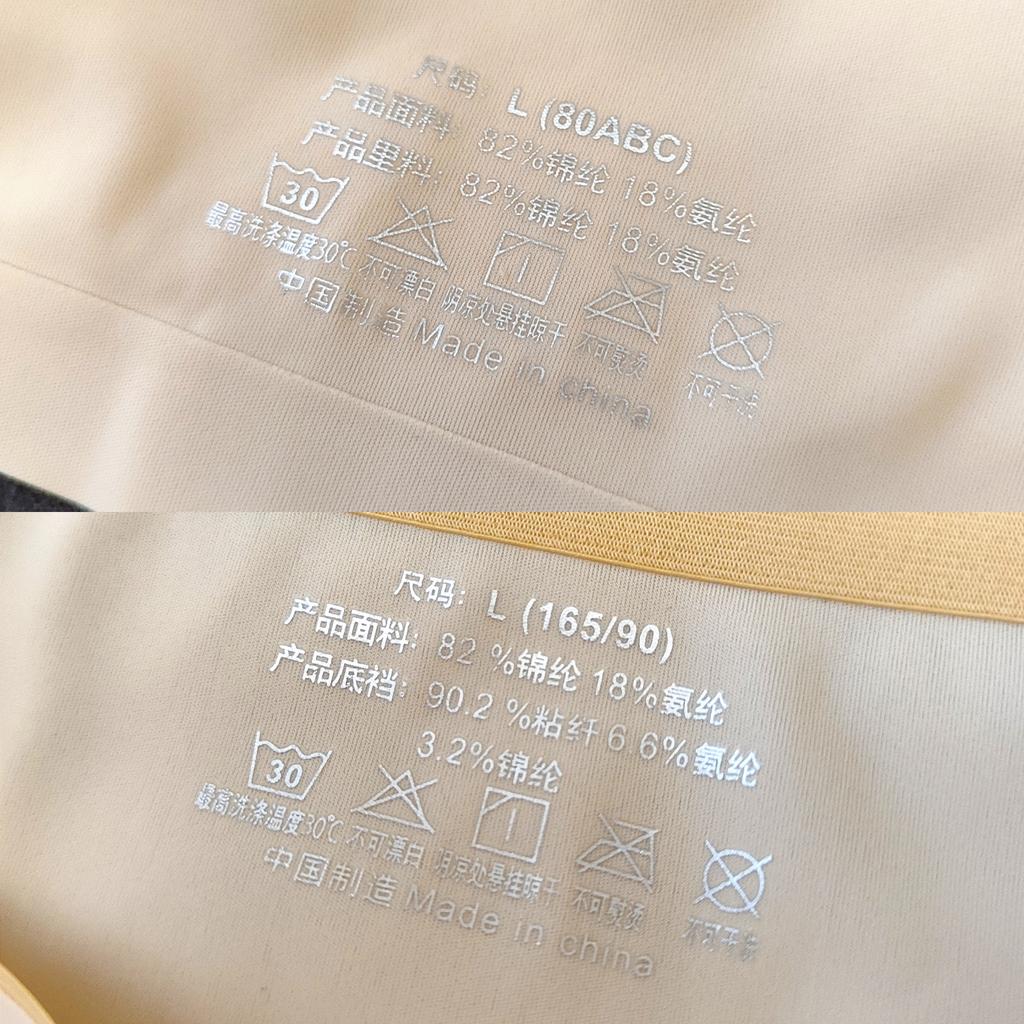 尺码: L (80ABC)
产品面料: 82%锦纶 18%氨纶
产品里料: 82%锦纶 18%氨纶
30
最高洗涤温度30℃ 不可漂白 阴凉处悬挂晾干 不可熨烫 不可干洗
中国制造 Made in china
尺码: L (165/90)
产品面料: 82 %锦纶 18%氨纶
产品底裆: 90.2 %粘纤 6 6%氨纶
3.2%锦纶
30
最高洗涤温度30℃ 不可漂白 阴凉处悬挂晾干 不可熨烫 不可干洗
中国制造 Made in china